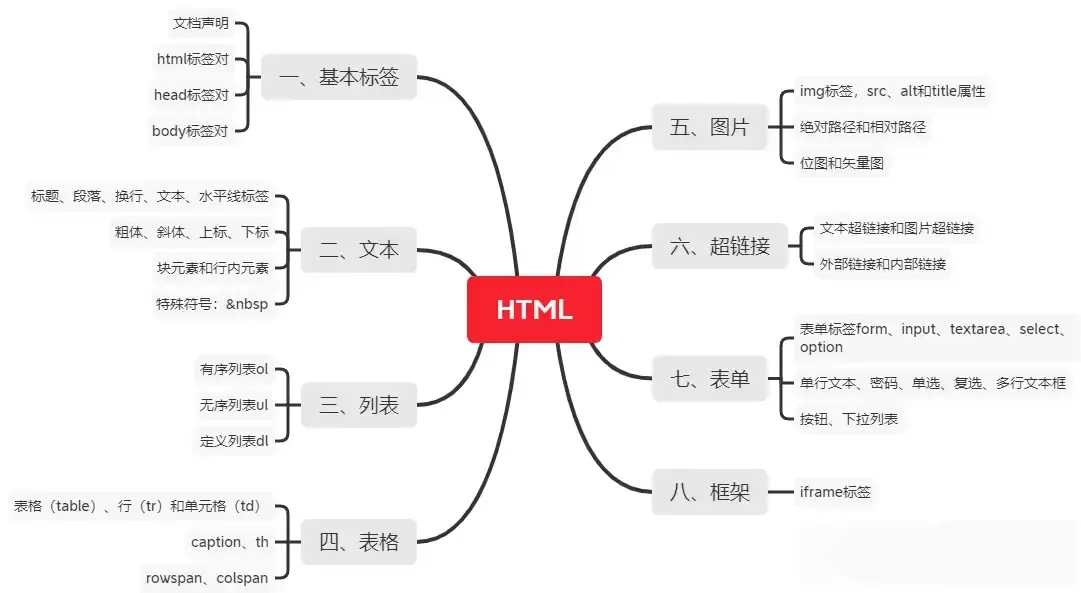 HTML
一、基本标签
文档声明
html标签对
head标签对
body标签对
二、文本
标题、段落、换行、文本、水平线标签
粗体、斜体、上标、下标
块元素和行内元素
特殊符号：&nbsp
三、列表
有序列表ol
无序列表ul
定义列表dl
四、表格
表格（table）、行（tr）和单元格（td）
caption、th
rowspan、colspan
五、图片
img标签，src、alt和title属性
绝对路径和相对路径
位图和矢量图
六、超链接
文本超链接和图片超链接
外部链接和内部链接
七、表单
表单标签form、input、textarea、select、
option
单行文本、密码、单选、复选、多行文本框
按钮、下拉列表
八、框架
iframe标签